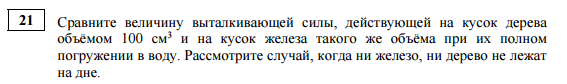 21
Сравните величину выталкивающей силы, действующей на кусок дерева
объёмом 100 см³ и на кусок железа такого же объёма при их полном
погружении в воду. Рассмотрите случай, когда ни железо, ни дерево не лежат
на дне.